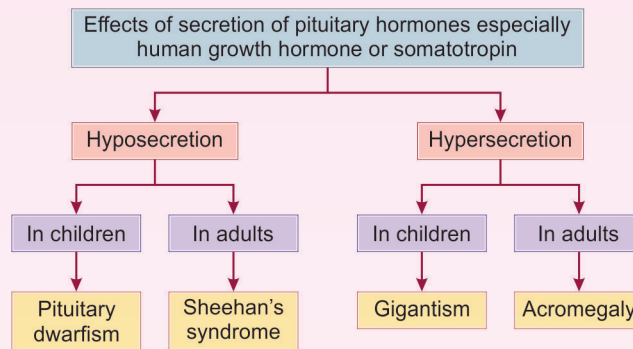 Effects of secretion of pituitary hormones especially
human growth hormone or somatotropin
Hyposecretion
Hypersecretion
In children
In adults
In children
In adults
Pituitary
dwarfism
Sheehan's
syndrome
Gigantism
Acromegaly